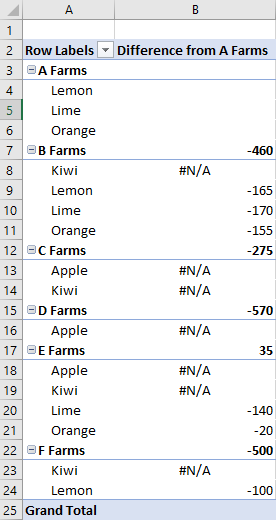 A B
1
2 Row Labels Difference from A Farms
3 A Farms
4 Lemon
5 Lime
6 Orange
7 B Farms -460
8 Kiwi #N/A
9 Lemon -165
10 Lime -170
11 Orange -155
12 C Farms -275
13 Apple #N/A
14 Kiwi #N/A
15 D Farms -570
16 Apple #N/A
17 E Farms 35
18 Apple #N/A
19 Kiwi #N/A
20 Lime -140
21 Orange -20
22 F Farms -500
23 Kiwi #N/A
24 Lemon -100
25 Grand Total